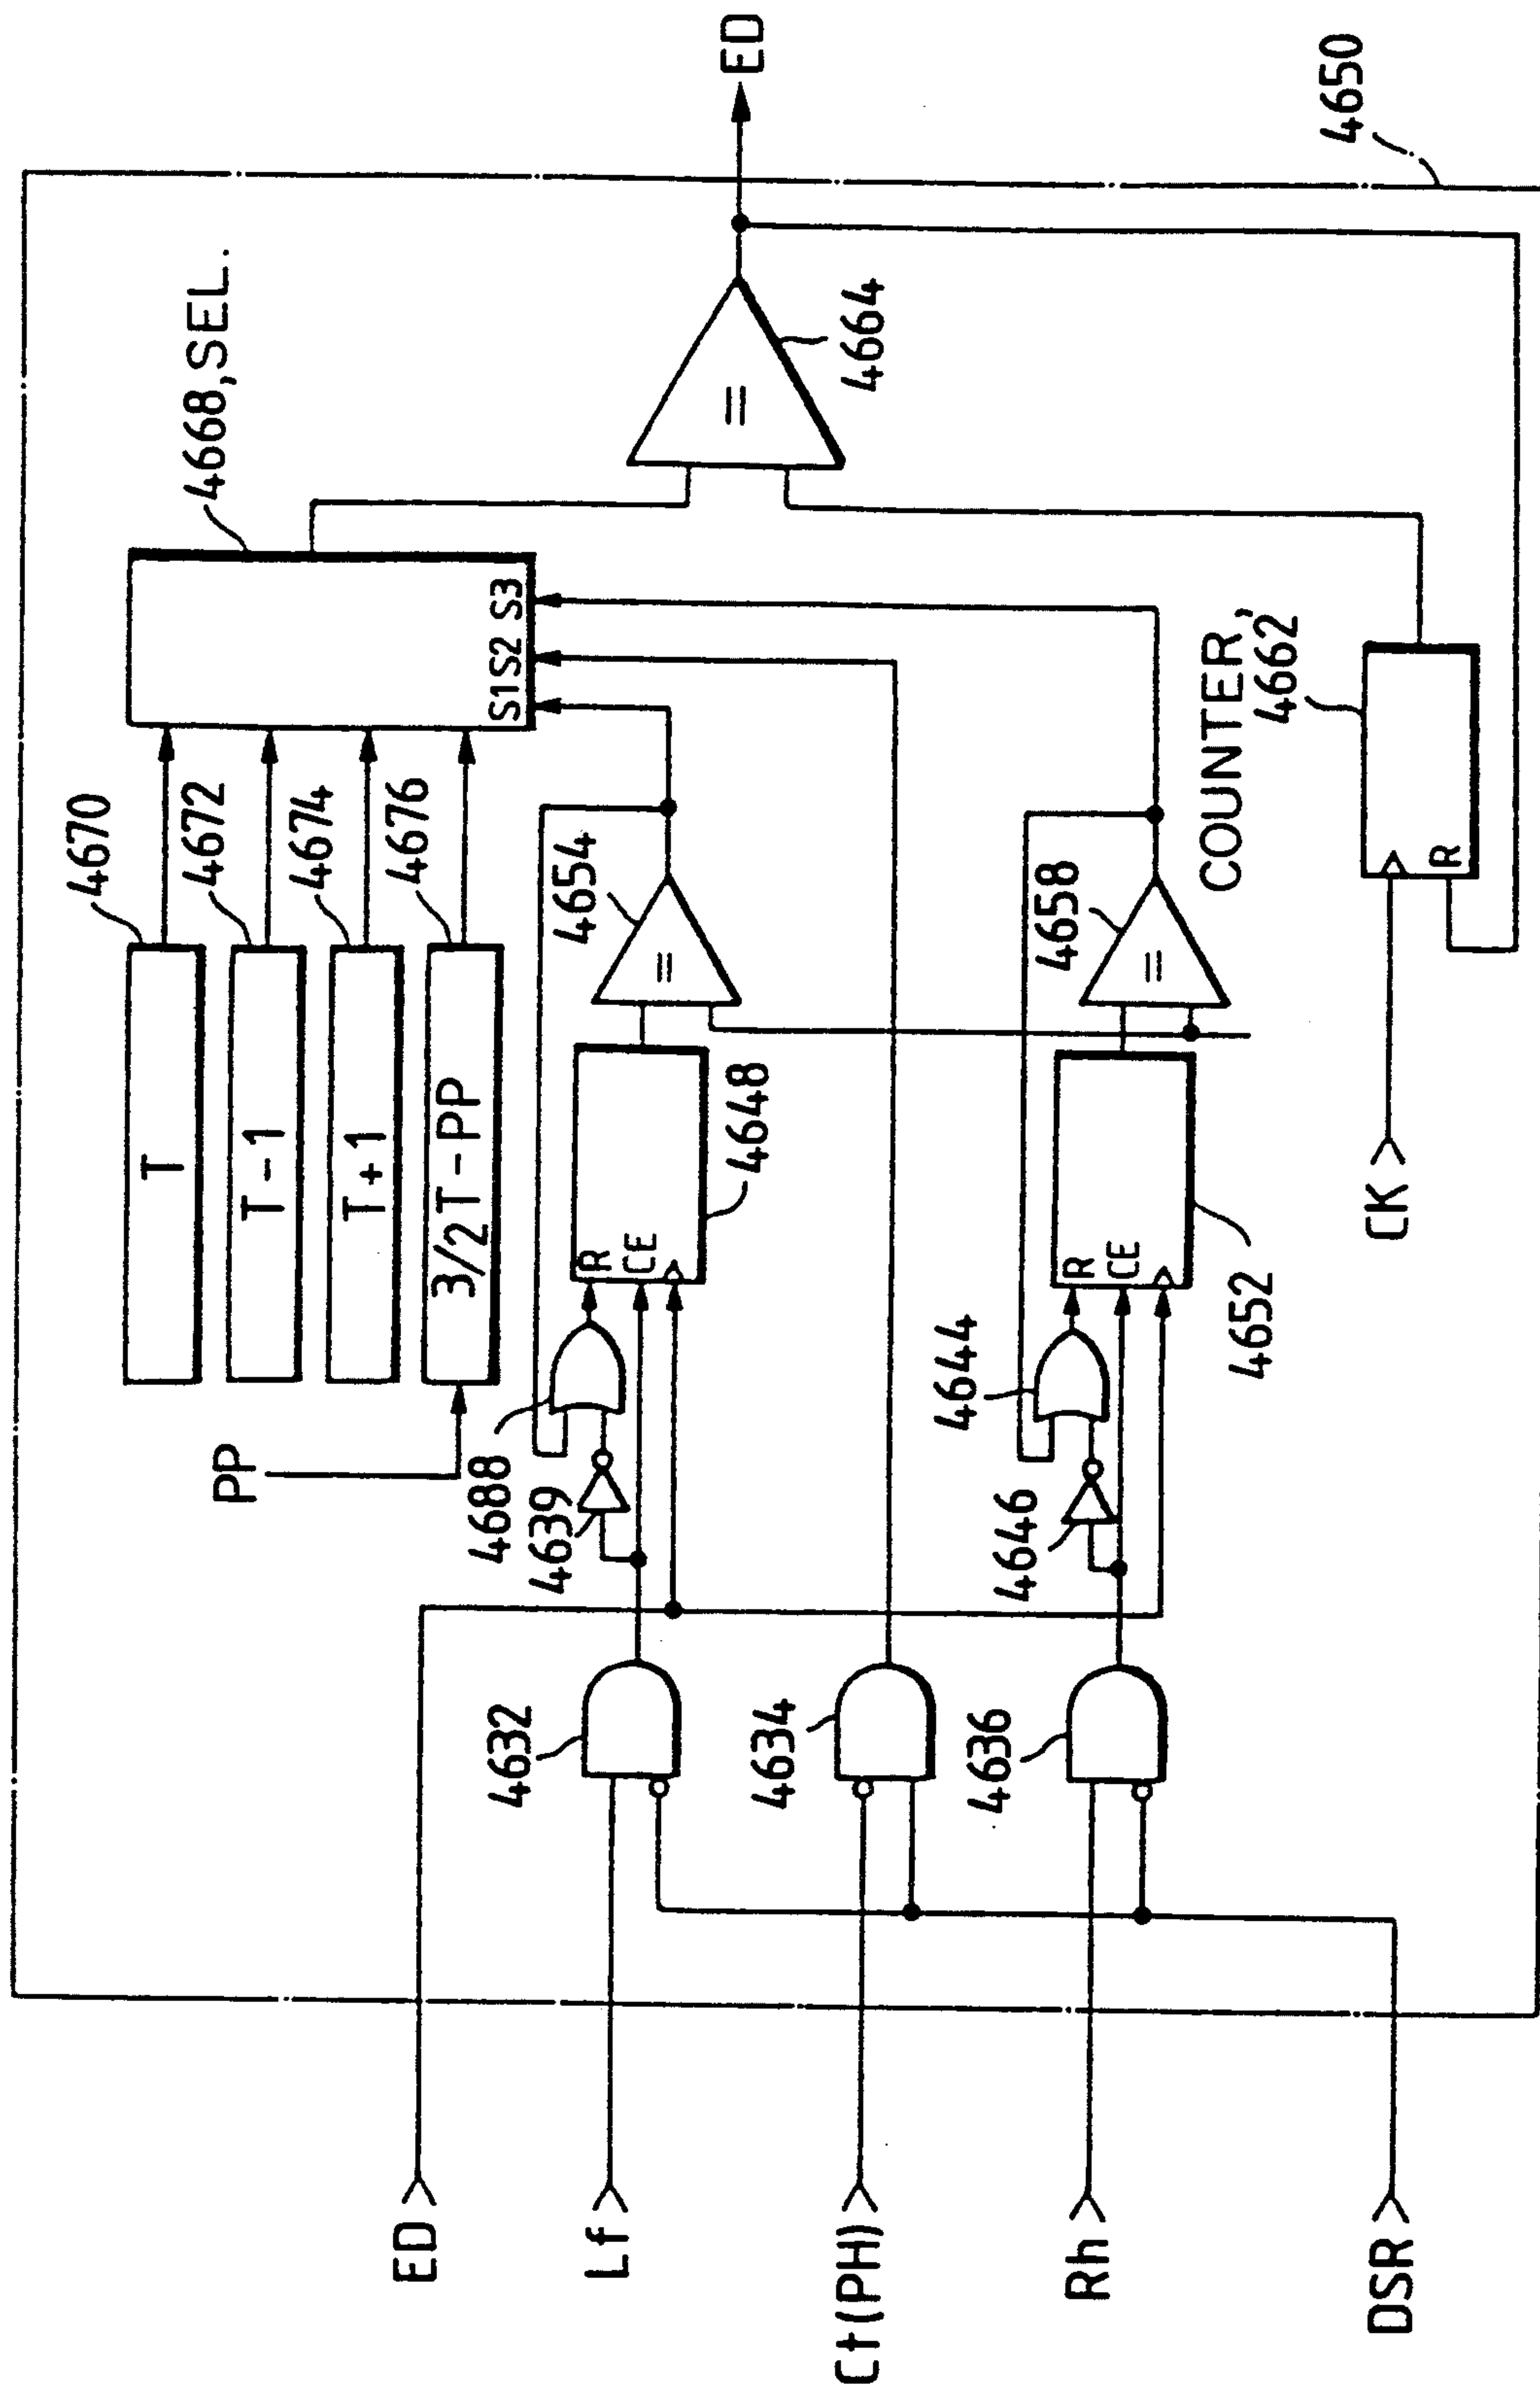 ED
Lf
Ct(PH)
Rh
DSR
4632
4634
4636
PP
4688
4639
4646
4644
T
T-1
T+1
3/2T-PP
4670
4672
4674
4676
R
CE
4648
R
CE
4652
CK
=
4654
=
4658
COUNTER,
4662
R
S1 S2 S3
4668,SEL.
=
4664
ED
4650